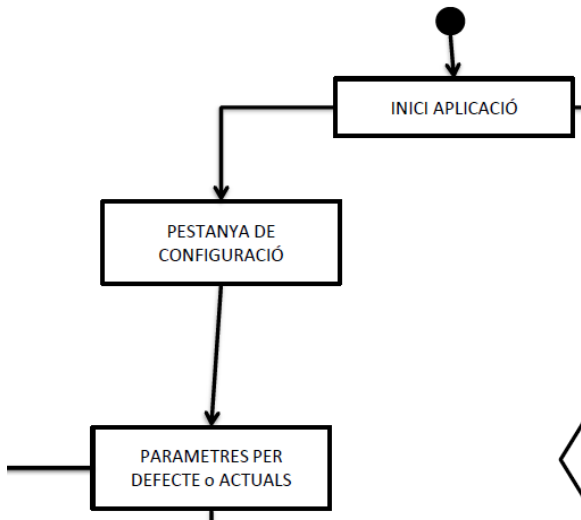 INICI APLICACIÓ
PESTANYA DE
CONFIGURACIÓ
PARAMETRES PER
DEFECTE o ACTUALS